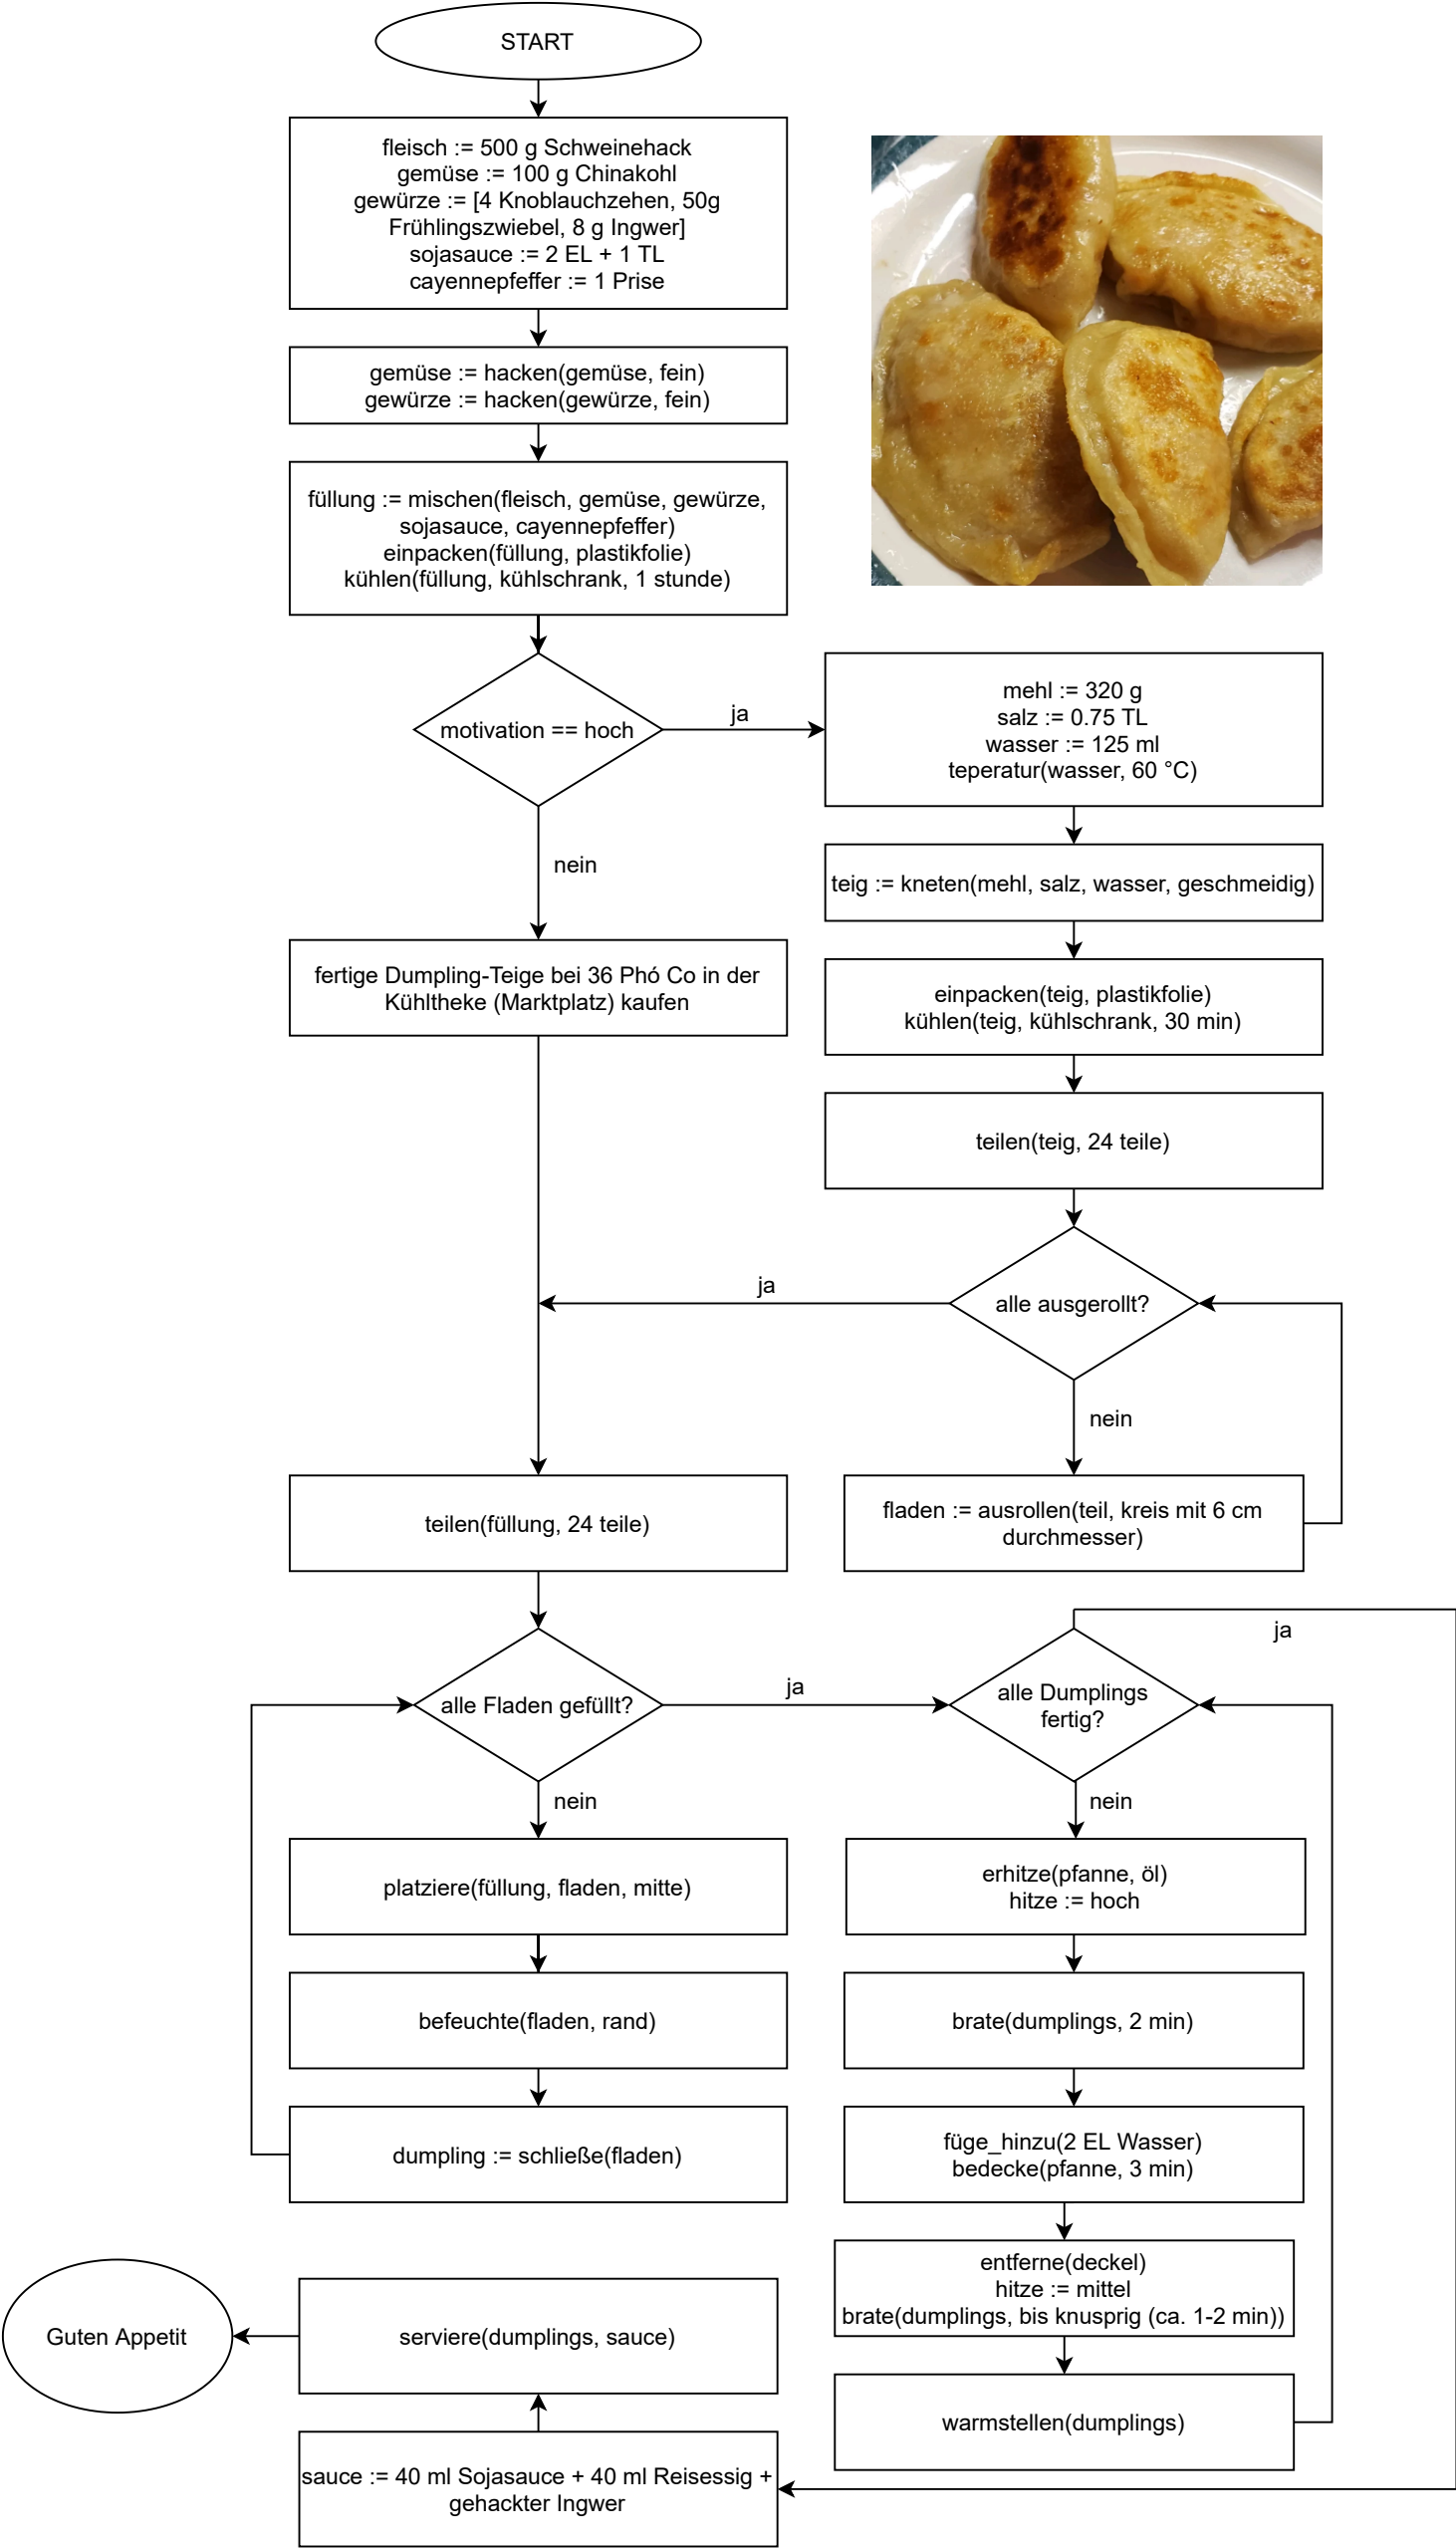 START
fleisch := 500 g Schweinehack
gemüse := 100 g Chinakohl
gewürze := [4 Knoblauchzehen, 50g
Frühlingszwiebel, 8 g Ingwer]
sojasauce := 2 EL + 1 TL
cayennepfeffer := 1 Prise
gemüse := hacken(gemüse, fein)
gewürze := hacken(gewürze, fein)
füllung := mischen(fleisch, gemüse, gewürze,
sojasauce, cayennepfeffer)
einpacken(füllung, plastikfolie)
kühlen(füllung, kühlschrank, 1 stunde)
motivation == hoch
ja
nein
mehl := 320 g
salz := 0.75 TL
wasser := 125 ml
teperatur(wasser, 60 °C)
teig := kneten(mehl, salz, wasser, geschmeidig)
fertige Dumpling-Teige bei 36 Phó Co in der
Kühltheke (Marktplatz) kaufen
einpacken(teig, plastikfolie)
kühlen(teig, kühlschrank, 30 min)
teilen(teig, 24 teile)
alle ausgerollt?
ja
nein
fladen := ausrollen(teil, kreis mit 6 cm
durchmesser)
teilen(füllung, 24 teile)
alle Fladen gefüllt?
ja
nein
platziere(füllung, fladen, mitte)
befeuchte(fladen, rand)
dumpling := schließe(fladen)
alle Dumplings
fertig?
ja
nein
erhitze(pfanne, öl)
hitze := hoch
brate(dumplings, 2 min)
füge_hinzu(2 EL Wasser)
bedecke(pfanne, 3 min)
entferne(deckel)
hitze := mittel
brate(dumplings, bis knusprig (ca. 1-2 min))
warmstellen(dumplings)
sauce := 40 ml Sojasauce + 40 ml Reisessig +
gehackter Ingwer
serviere(dumplings, sauce)
Guten Appetit